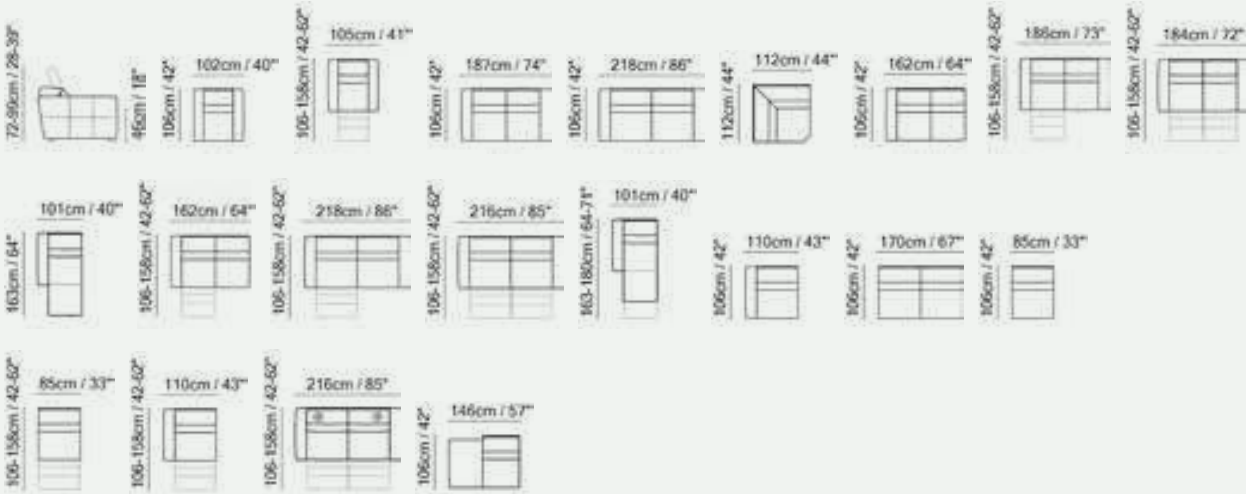 72-99cm / 28-39"
46cm / 18"
106cm / 42"
102cm / 40"'
106-158cm / 42-62"
105cm / 41"'
106cm / 42"
187cm / 74"
106cm / 42"
218cm / 86"
112cm / 44"
112cm / 44"'
106cm / 42"
162cm / 64"'
106-158cm / 42-62"
186cm / 73"
106-158cm / 42-62"
184cm / 72"
163cm / 64"
101cm / 40"'
106-158cm / 42-62"
162cm / 64"'
106-158cm / 42-62"
218cm / 86"
106-158cm / 42-62"
216cm / 85"
163-180cm / 64-71"
101cm / 40"'
106cm / 42"
110cm / 43"'
106cm / 42"
170cm / 67"'
106cm / 42"
85cm / 33"'
106-158cm / 42-62"
85cm / 33"'
106-158cm / 42-62"
110cm / 43"'
106-158cm / 42-62"
216cm / 85"
106cm / 42"
146cm / 57"'